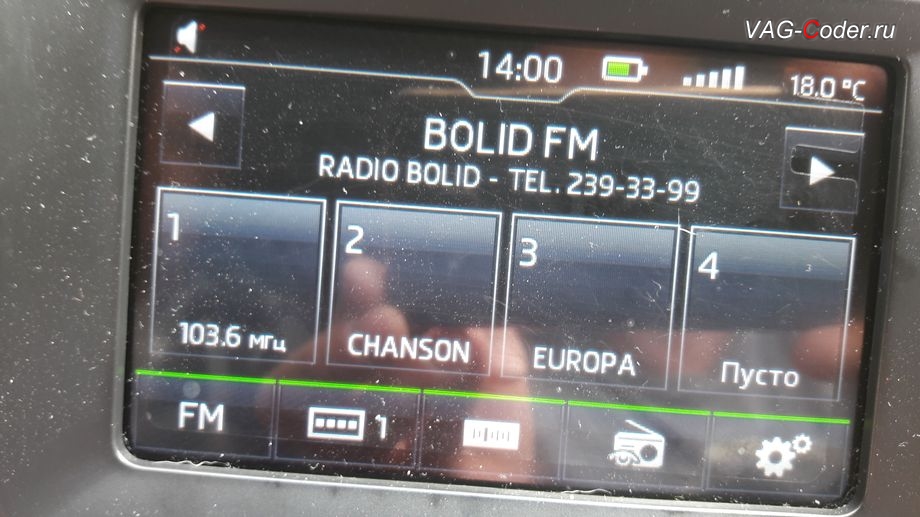 VAG-Coder.ru
14:00
18.0 °C
BOLID FM
RADIO BOLID - TEL. 239-33-99
1
2
3
4
3
103.6 мгц
CHANSON
EUROPA
Пусто
FM
1